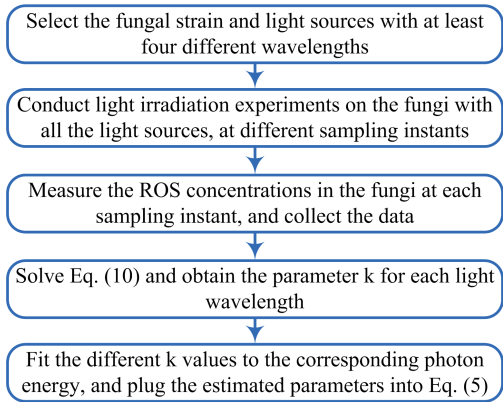 Select the fungal strain and light sources with at least
four different wavelengths
Conduct light irradiation experiments on the fungi with
all the light sources, at different sampling instants
Measure the ROS concentrations in the fungi at each
sampling instant, and collect the data
Solve Eq. (10) and obtain the parameter k for each light
wavelength
Fit the different k values to the corresponding photon
energy, and plug the estimated parameters into Eq. (5)